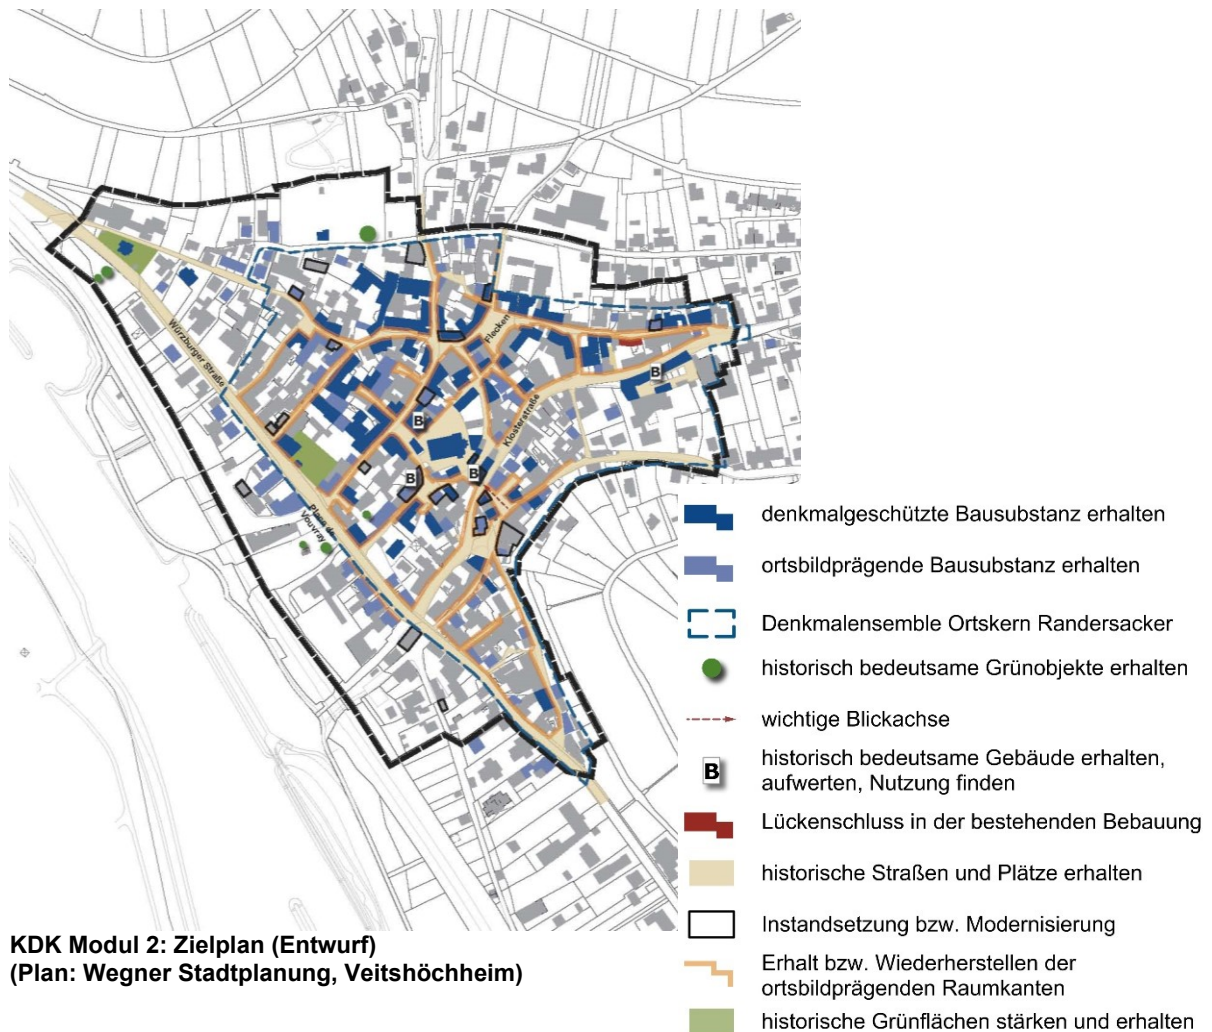 Würzburger Straße
Flecken
Klosterstraße
Place de
Vouvray
B
B
B
B
denkmalgeschützte Bausubstanz erhalten
ortsbildprägende Bausubstanz erhalten
Denkmalensemble Ortskern Randersacker
historisch bedeutsame Grünobjekte erhalten
wichtige Blickachse
B
historisch bedeutsame Gebäude erhalten,
aufwerten, Nutzung finden
Lückenschluss in der bestehenden Bebauung
historische Straßen und Plätze erhalten
Instandsetzung bzw. Modernisierung
Erhalt bzw. Wiederherstellen der
ortsbildprägenden Raumkanten
historische Grünflächen stärken und erhalten
KDK Modul 2: Zielplan (Entwurf)
(Plan: Wegner Stadtplanung, Veitshöchheim)